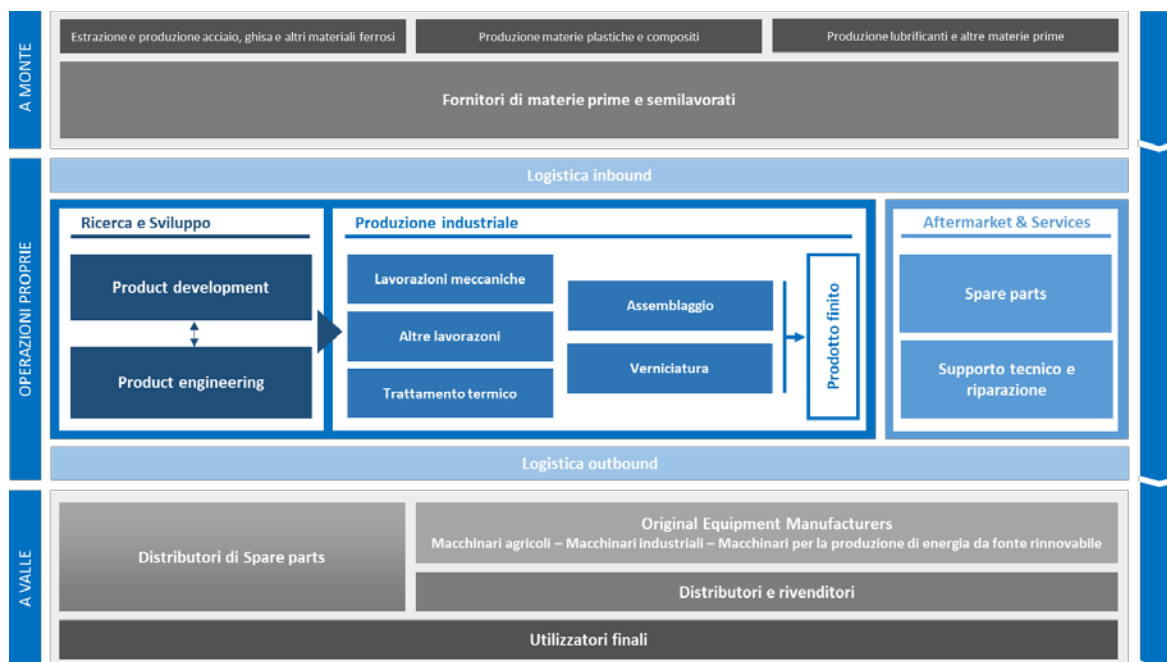 A MONTE
Estrazione e produzione acciaio, ghisa e altri materiali ferrosi
Produzione materie plastiche e compositi
Produzione lubrificanti e altre materie prime
Fornitori di materie prime e semilavorati
OPERAZIONI PROPRIE
Logistica inbound
Ricerca e Sviluppo
Product development
Product engineering
Produzione industriale
Lavorazioni meccaniche
Altre lavorazoni
Trattamento termico
Assemblaggio
Verniciatura
Prodotto finito
Aftermarket & Services
Spare parts
Supporto tecnico e
riparazione
Logistica outbound
A VALLE
Distributori di Spare parts
Original Equipment Manufacturers
Macchinari agricoli – Macchinari industriali – Macchinari per la produzione di energia da fonte rinnovabile
Distributori e rivenditori
Utilizzatori finali